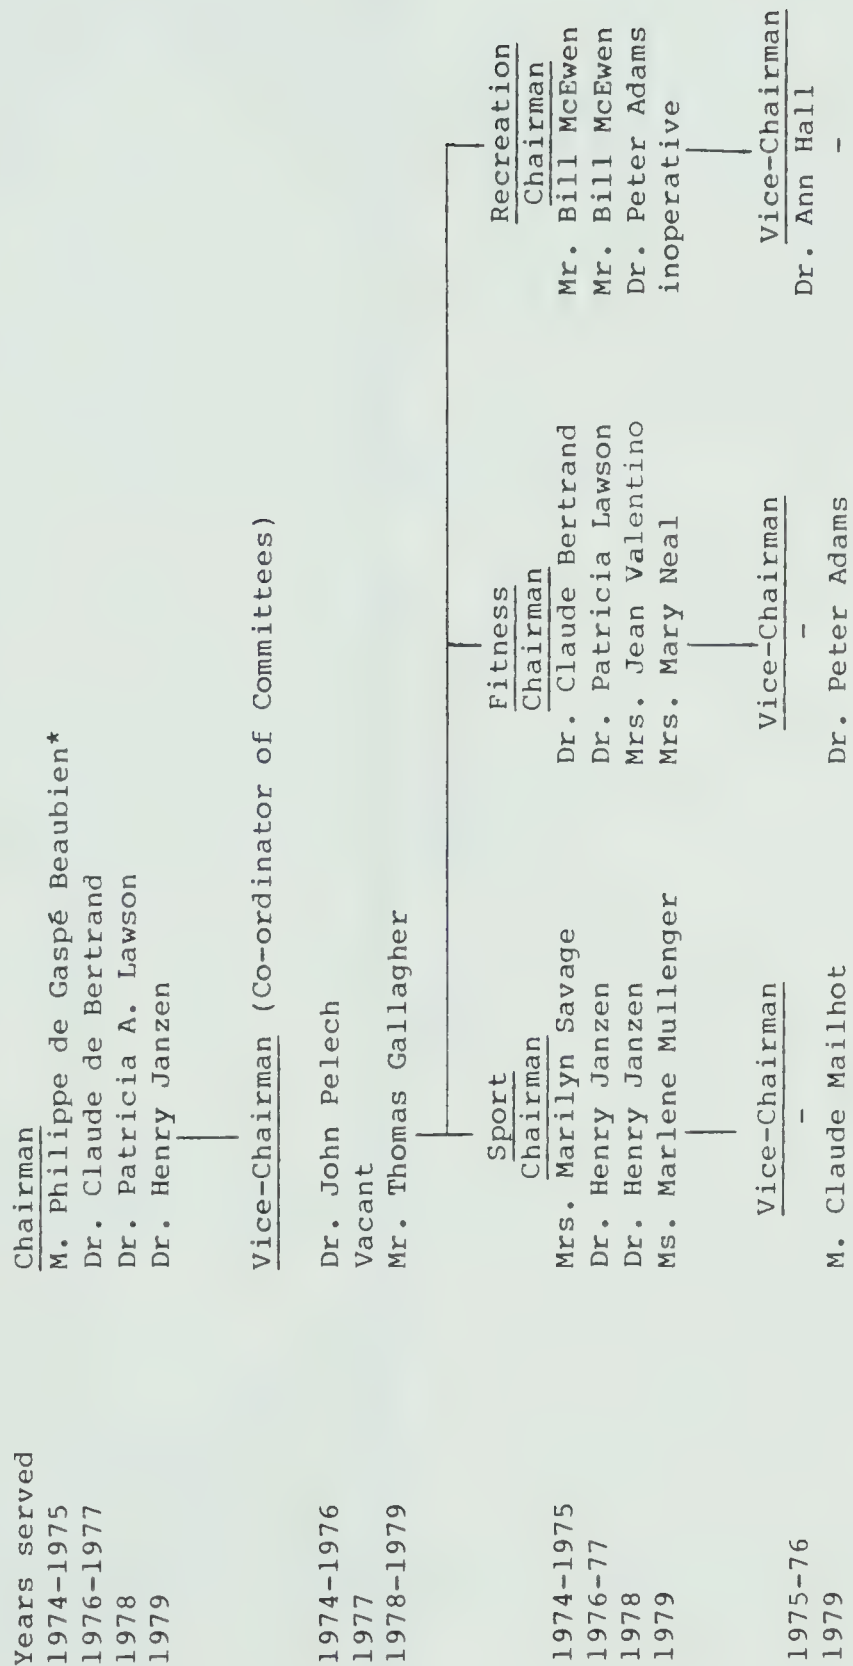 Years served Chairman
1974-1975 M. Philippe de Gaspé Beaubien*
1976-1977 Dr. Claude de Bertrand
1978 Dr. Patricia A. Lawson
1979 Dr. Henry Janzen
Vice-Chairman (Co-ordinator of Committees)
1974-1976 Dr. John Pelech
1977 Vacant
1978-1979 Mr. Thomas Gallagher
Sport Fitness Recreation
Chairman Chairman Chairman
1974-1975 Mrs. Marilyn Savage Dr. Claude Bertrand Mr. Bill McEwen
1976-77 Dr. Henry Janzen Dr. Patricia Lawson Mr. Bill McEwen
1978 Dr. Henry Janzen Mrs. Jean Valentino Dr. Peter Adams
1979 Ms. Marlene Mullenger Mrs. Mary Neal inoperative
Vice-Chairman Vice-Chairman Vice-Chairman
1975-76 - - Dr. Ann Hall
1979 M. Claude Mailhot Dr. Peter Adams -